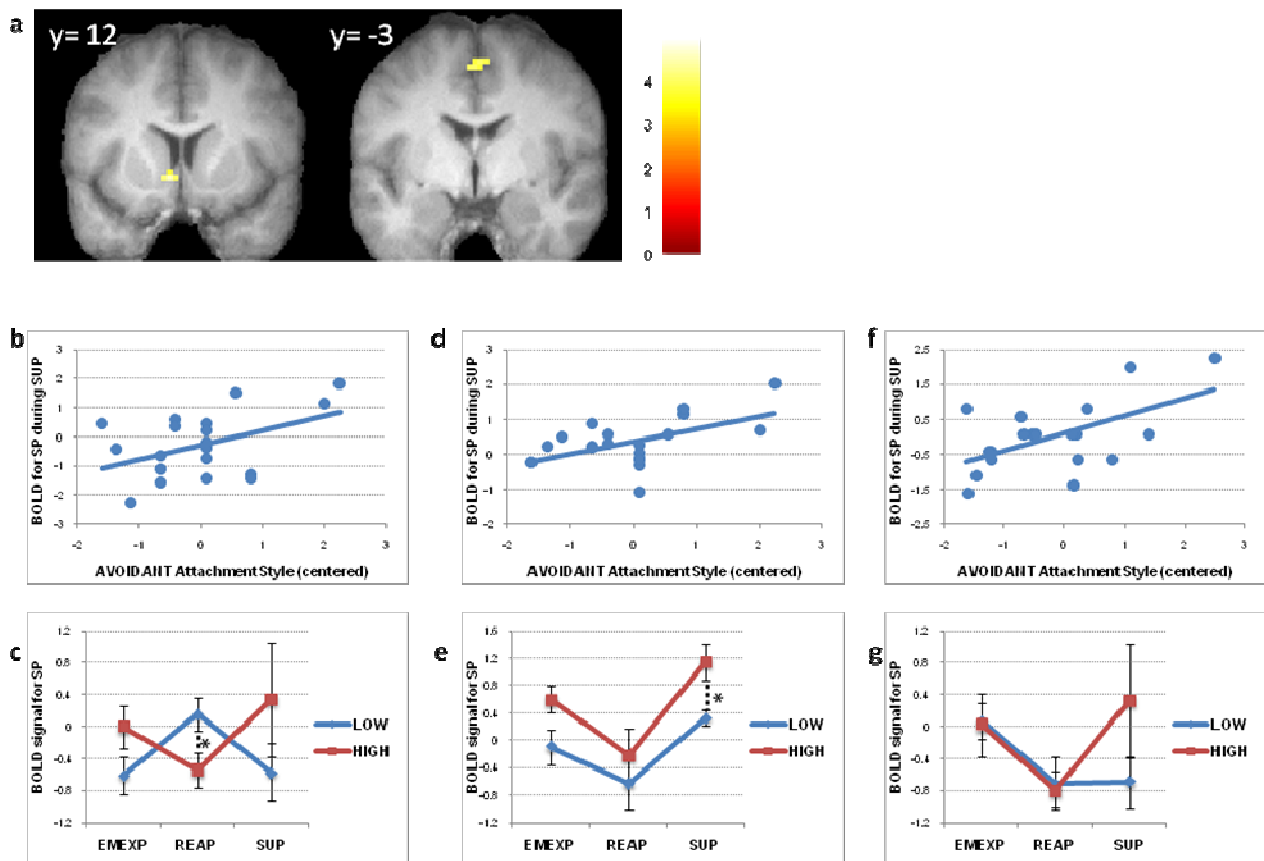 a
y= 12
y= -3
4
3
2
1
0
b
BOLD for SP during SUP
3
2
1
0
-1
-2
-3
-2
-1
0
1
2
3
AVOIDANT Attachment Style (centered)
d
BOLD for SP during SUP
3
2
1
0
-1
-2
-2
-1
0
1
2
3
AVOIDANT Attachment Style (centered)
f
BOLD for SP during SUP
2.5
1.5
0.5
-0.5
-1.5
-2.5
-2
-1
0
1
2
3
AVOIDANT Attachment Style (centered)
c
BOLD signal for SP
1.2
0.8
0.4
0
-0.4
-0.8
-1.2
*
EMEXP REAP SUP
LOW
HIGH
e
BOLD signal for SP
1.6
1.2
0.8
0.4
0
-0.4
-0.8
-1.2
*
EMEXP REAP SUP
LOW
HIGH
g
BOLD signal for SP
1.2
0.8
0.4
0
-0.4
-0.8
-1.2
EMEXP REAP SUP
LOW
HIGH